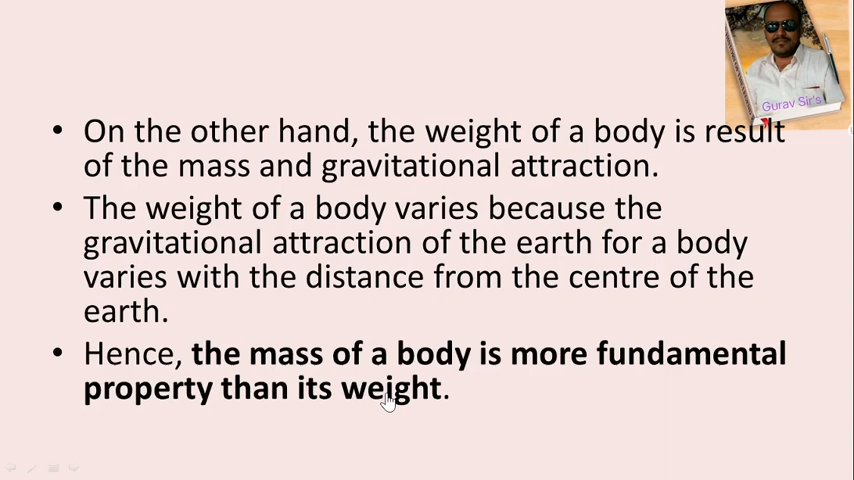 Gurav Sir's
• On the other hand, the weight of a body is result
of the mass and gravitational attraction.
• The weight of a body varies because the
gravitational attraction of the earth for a body
varies with the distance from the centre of the
earth.
• Hence, the mass of a body is more fundamental
property than its weight.